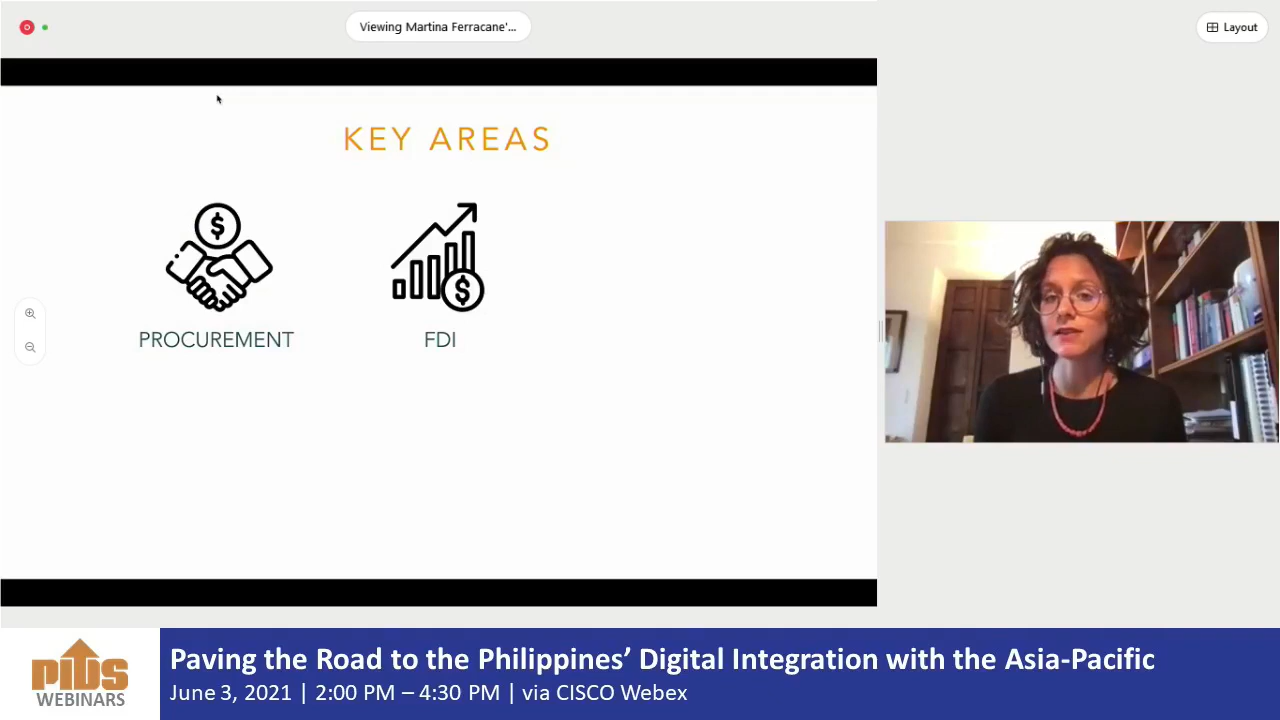 Viewing Martina Ferracane'...
Layout
KEY AREAS
$
$
PROCUREMENT
FDI
PIDS
WEBINARS
Paving the Road to the Philippines’ Digital Integration with the Asia-Pacific
June 3, 2021 | 2:00 PM – 4:30 PM | via CISCO Webex